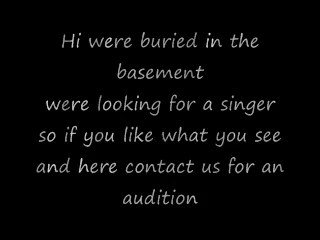 Hi were buried in the
basement
were looking for a singer
so if you like what you see
and here contact us for an
audition